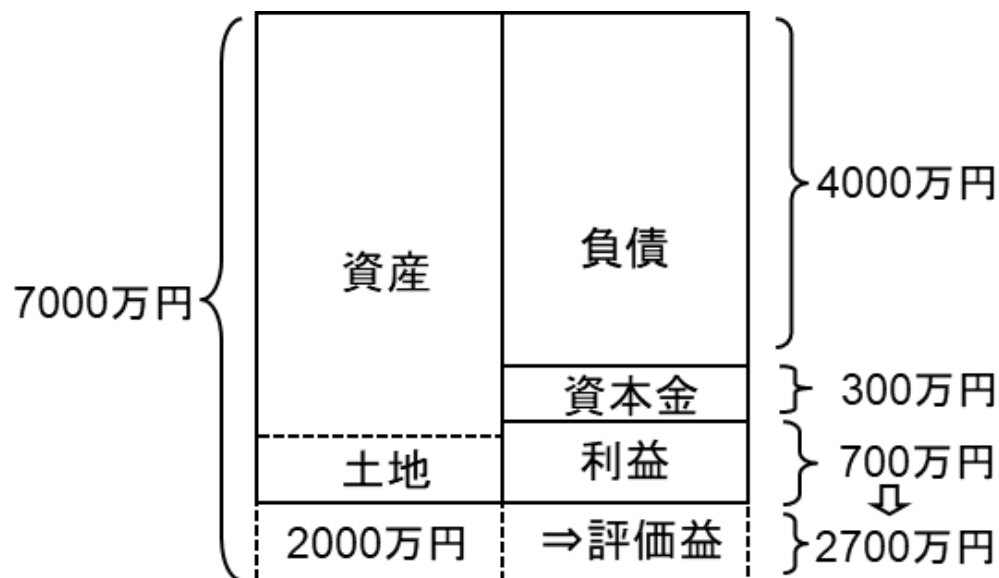 7000万円
資産
土地
2000万円
負債
資本金
利益
⇒評価益
4000万円
300万円
700万円
2700万円